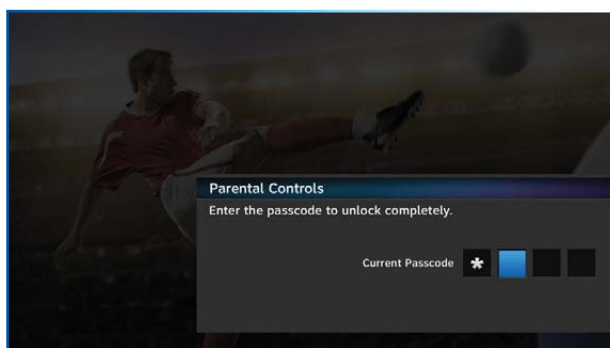 Parental Controls
Enter the passcode to unlock completely.
Current Passcode *